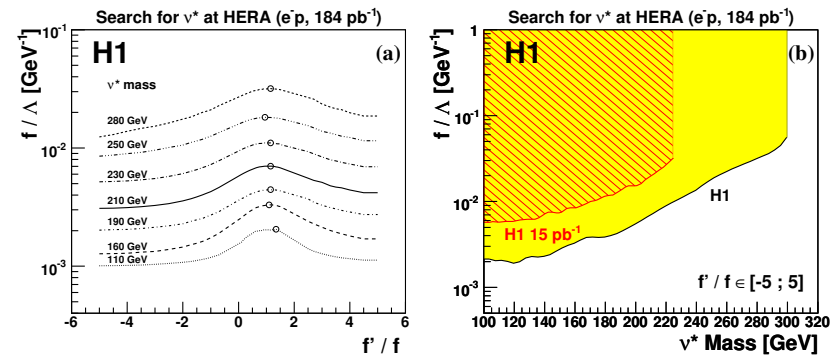 Search for ν* at HERA (e⁻p, 184 pb⁻¹)
H1
(a)
ν* mass
280 GeV
250 GeV
230 GeV
210 GeV
190 GeV
160 GeV
110 GeV
f / Λ [GeV⁻¹]
10⁻¹
10⁻²
10⁻³
-6 -4 -2 0 2 4 6
f' / f
Search for ν* at HERA (e⁻p, 184 pb⁻¹)
H1
(b)
H1
H1 15 pb⁻¹
f' / f ∈ [-5 ; 5]
f / Λ [GeV⁻¹]
1
10⁻¹
10⁻²
10⁻³
100 120 140 160 180 200 220 240 260 280 300 320
ν* Mass [GeV]